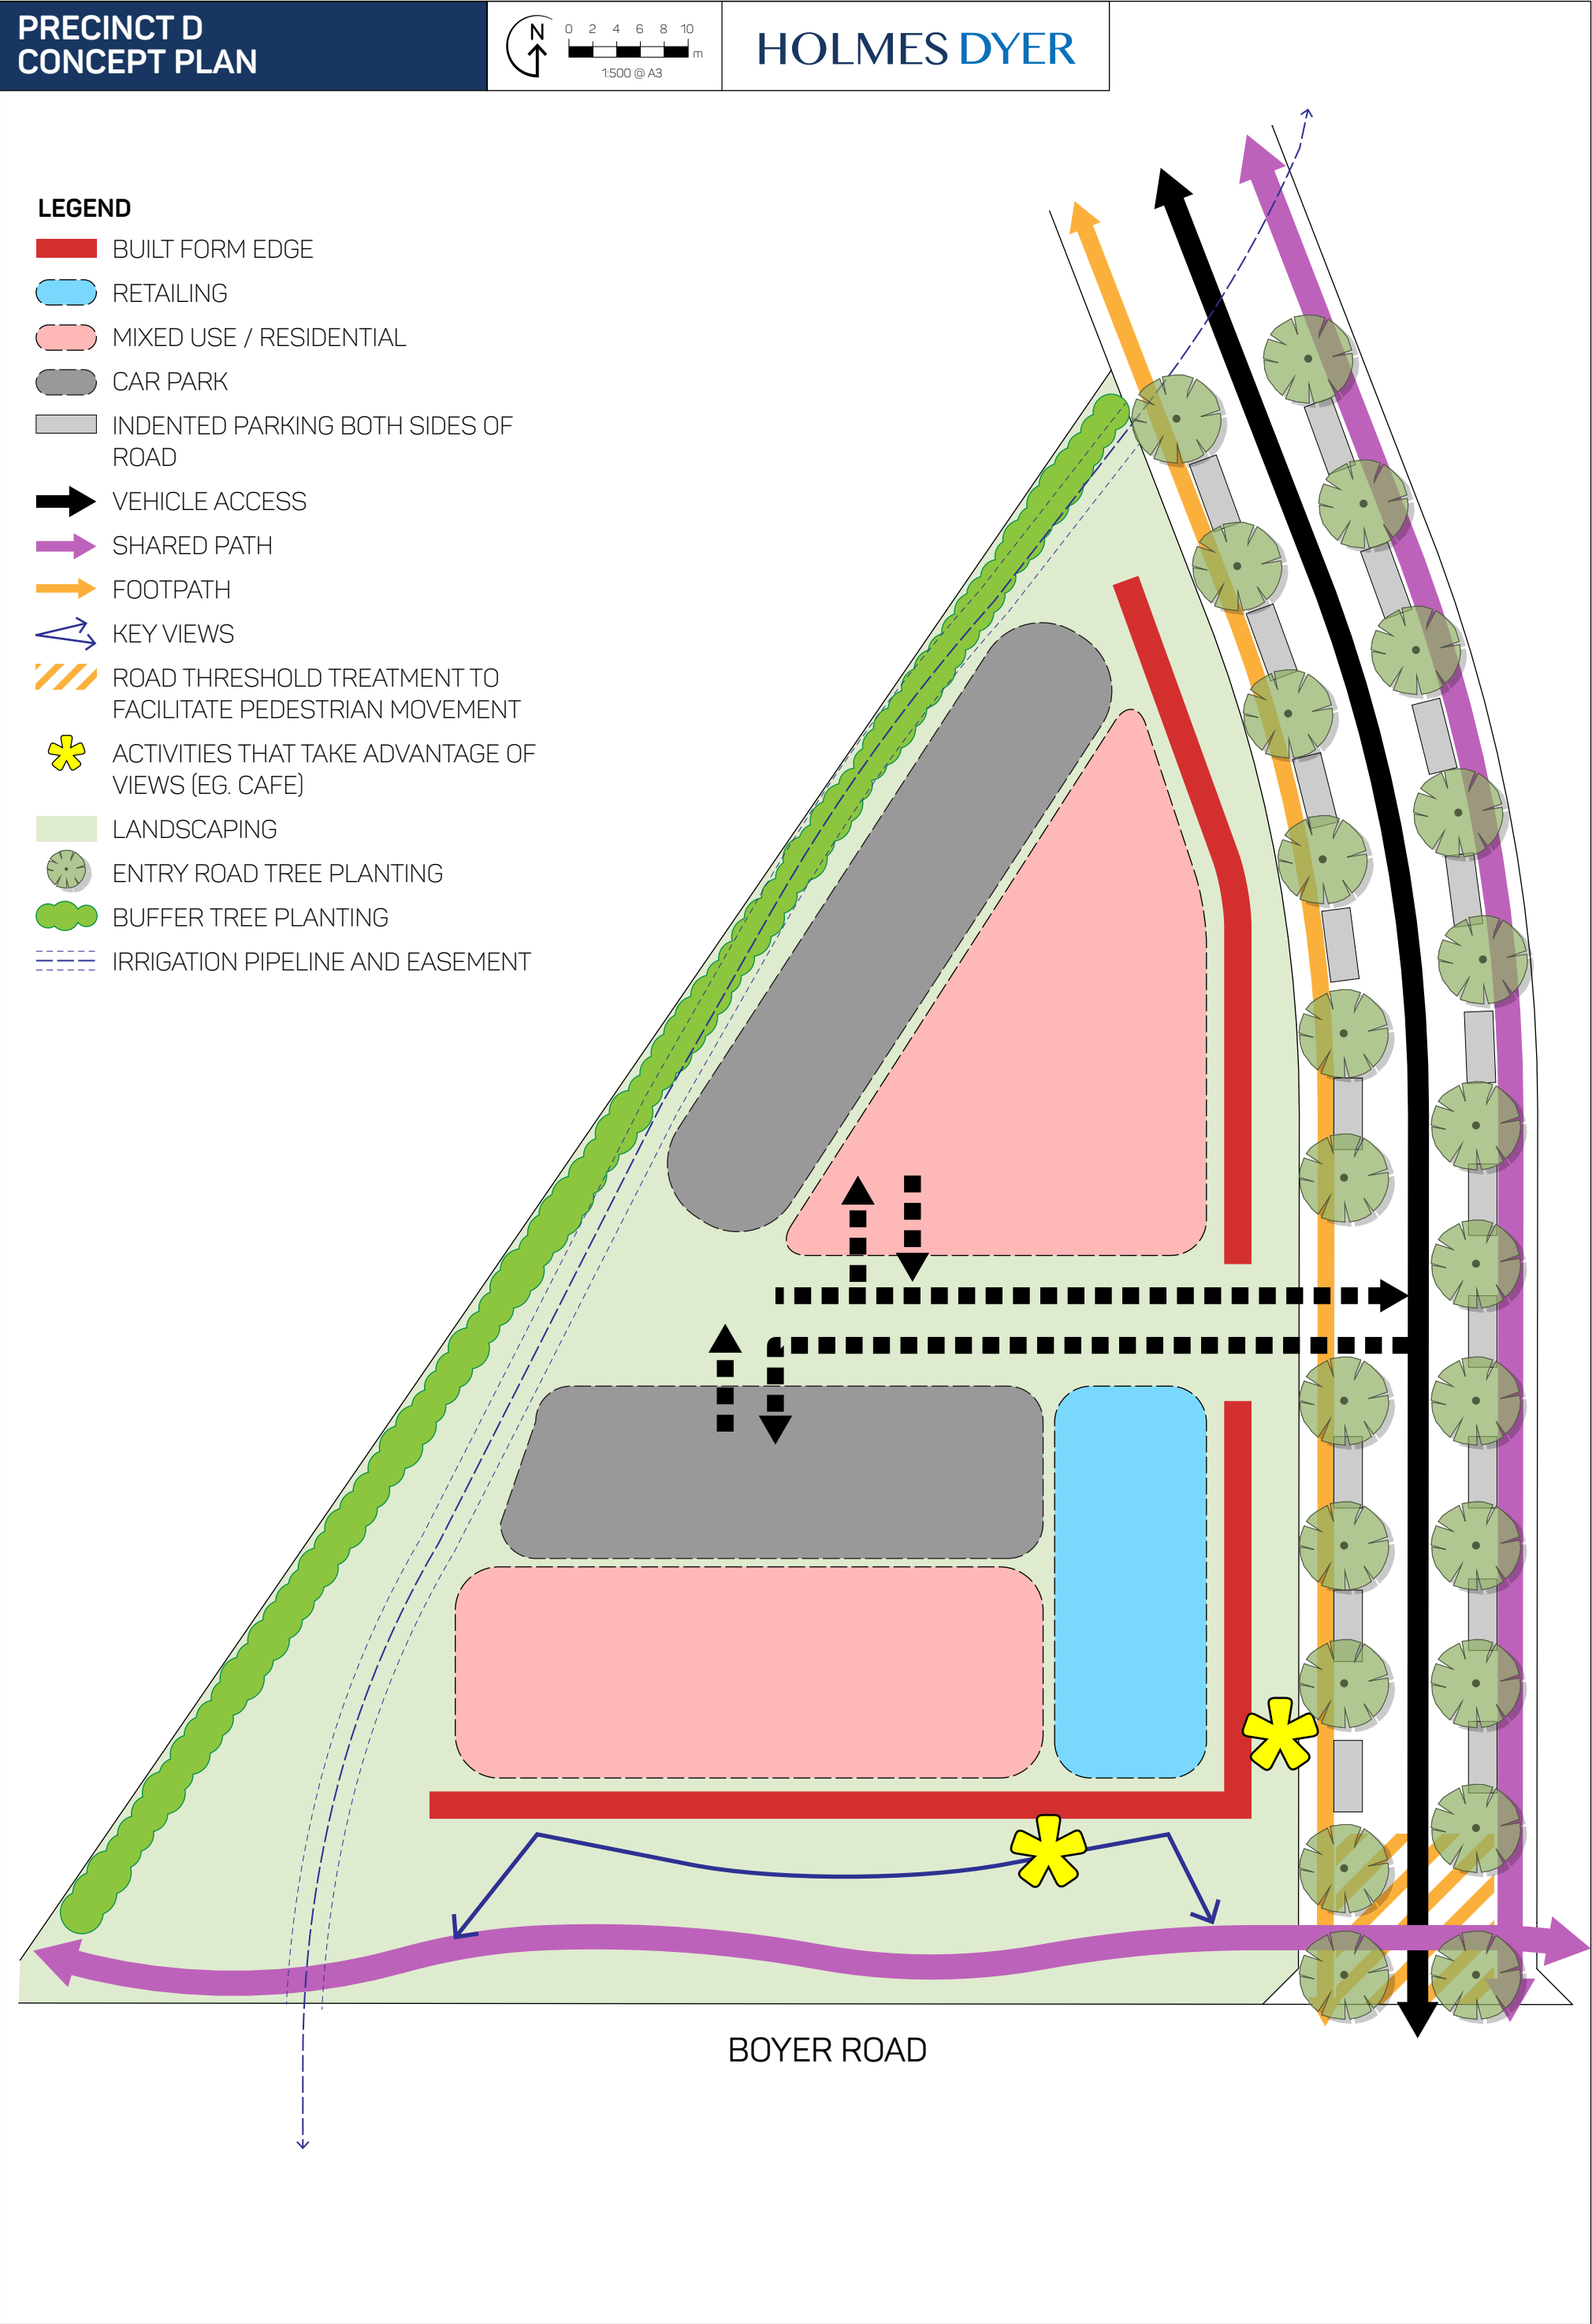 PRECINCT D
CONCEPT PLAN
N
0 2 4 6 8 10
m
1:500 @ A3
HOLMES DYER
LEGEND
BUILT FORM EDGE
RETAILING
MIXED USE / RESIDENTIAL
CAR PARK
INDENTED PARKING BOTH SIDES OF
ROAD
VEHICLE ACCESS
SHARED PATH
FOOTPATH
KEY VIEWS
ROAD THRESHOLD TREATMENT TO
FACILITATE PEDESTRIAN MOVEMENT
ACTIVITIES THAT TAKE ADVANTAGE OF
VIEWS (EG. CAFE)
LANDSCAPING
ENTRY ROAD TREE PLANTING
BUFFER TREE PLANTING
IRRIGATION PIPELINE AND EASEMENT
BOYER ROAD